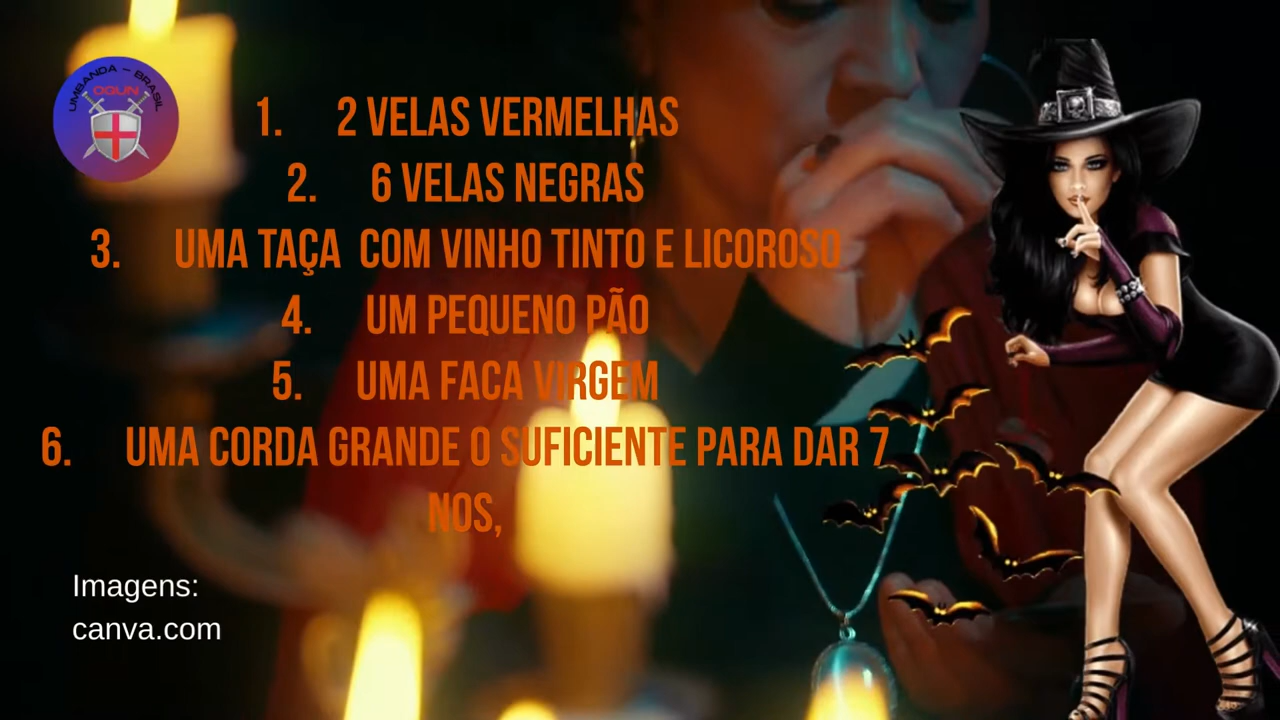 UMBANDA – BRASIL
OGUN
1. 2 VELAS VERMELHAS
2. 6 VELAS NEGRAS
3. UMA TAÇA COM VINHO TINTO E LICOROSO
4. UM PEQUENO PÃO
5. UMA FACA VIRGEM
6. UMA CORDA GRANDE O SUFICIENTE PARA DAR 7
NOS,
Imagens:
canva.com